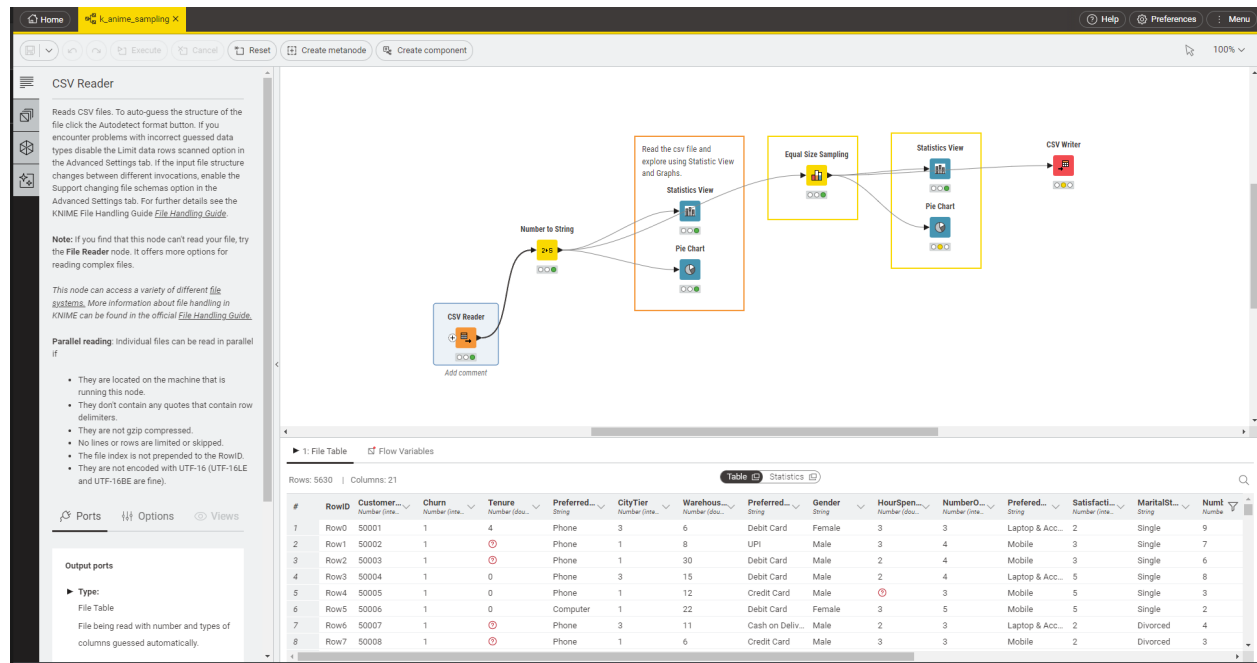 Home
k_anime_sampling
Help
Preferences
Menu
Execute
Cancel
Reset
Create metanode
Create component
100%
CSV Reader
Reads CSV files. To auto-guess the structure of the
file click the Autodetect format button. If you
encounter problems with incorrect guessed data
types disable the Limit data rows scanned option in
the Advanced Settings tab. If the input file structure
changes between different invocations, enable the
Support changing file schemas option in the
Advanced Settings tab. For further details see the
KNIME File Handling Guide File Handling Guide.
Note: If you find that this node can't read your file, try
the File Reader node. It offers more options for
reading complex files.
This node can access a variety of different file
systems. More information about file handling in
KNIME can be found in the official File Handling Guide.
Parallel reading: Individual files can be read in parallel
if
• They are located on the machine that is
running this node.
• They don't contain any quotes that contain row
delimiters.
• They are not gzip compressed.
• No lines or rows are limited or skipped.
• The file index is not prepended to the RowID.
• They are not encoded with UTF-16 (UTF-16LE
and UTF-16BE are fine).
Ports
Options
Views
Output ports
Type:
File Table
File being read with number and types of
columns guessed automatically.
CSV Reader
Add comment
Number to String
2→S
Read the csv file and
explore using Statistic View
and Graphs.
Statistics View
Pie Chart
Equal Size Sampling
Statistics View
Pie Chart
CSV Writer
1: File Table
Flow Variables
Rows: 5630 | Columns: 21
Table
Statistics
# RowID Customer... Churn Tenure Preferred... CityTier Warehous... Preferred... Gender HourSpen... NumberO... Prefered... Satisfacti... MaritalSt... Numt
Number (inte... Number (inte... Number (dou... String Number (inte... Number (dou... String String Number (dou... Number (inte... String Number (inte... String Numbe
1 Row0 50001 1 4 Phone 3 6 Debit Card Female 3 3 Laptop & Acc... 2 Single 9
2 Row1 50002 1 ? Phone 1 8 UPI Male 3 4 Mobile 3 Single 7
3 Row2 50003 1 ? Phone 1 30 Debit Card Male 2 4 Mobile 3 Single 6
4 Row3 50004 1 0 Phone 3 15 Debit Card Male 2 4 Laptop & Acc... 5 Single 8
5 Row4 50005 1 0 Phone 1 12 Credit Card Male ? 3 Mobile 5 Single 3
6 Row5 50006 1 0 Computer 1 22 Debit Card Female 3 5 Mobile 5 Single 2
7 Row6 50007 1 ? Phone 3 11 Cash on Deliv... Male 2 3 Laptop & Acc... 2 Divorced 4
8 Row7 50008 1 ? Phone 1 6 Credit Card Male 3 3 Mobile 2 Divorced 3